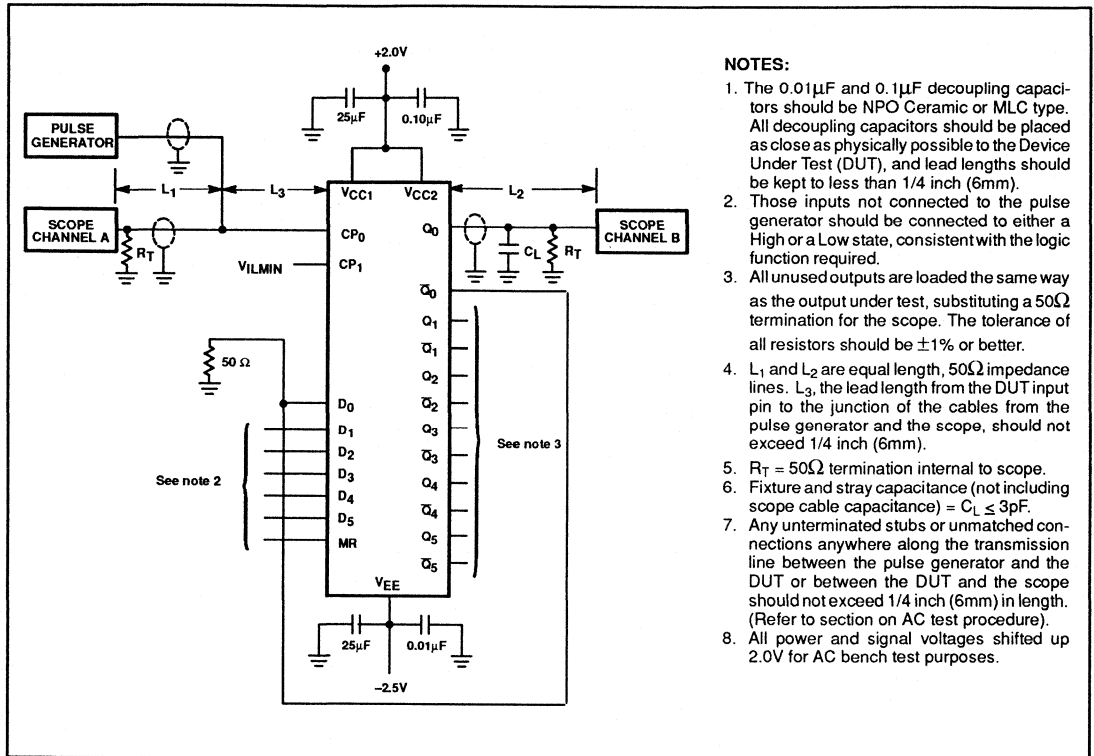 +2.0V
25µF
0.10µF
PULSE
GENERATOR
L1
L3
VCC1
VCC2
L2
SCOPE
CHANNEL A
RT
CP0
Q0
CL
RT
SCOPE
CHANNEL B
VILMIN
CP1
Q̅0
Q1
Q̅1
50 Ω
Q2
D0
Q̅2
D1
Q3
See note 3
D2
Q̅3
See note 2
D3
Q4
D4
Q̅4
D5
Q5
MR
Q̅5
VEE
25µF
0.01µF
–2.5V
NOTES:
1. The 0.01µF and 0.1µF decoupling capaci-
tors should be NPO Ceramic or MLC type.
All decoupling capacitors should be placed
as close as physically possible to the Device
Under Test (DUT), and lead lengths should
be kept to less than 1/4 inch (6mm).
2. Those inputs not connected to the pulse
generator should be connected to either a
High or a Low state, consistent with the logic
function required.
3. All unused outputs are loaded the same way
as the output under test, substituting a 50Ω
termination for the scope. The tolerance of
all resistors should be ±1% or better.
4. L1 and L2 are equal length, 50Ω impedance
lines. L3, the lead length from the DUT input
pin to the junction of the cables from the
pulse generator and the scope, should not
exceed 1/4 inch (6mm).
5. RT = 50Ω termination internal to scope.
6. Fixture and stray capacitance (not including
scope cable capacitance) = CL ≤ 3pF.
7. Any unterminated stubs or unmatched con-
nections anywhere along the transmission
line between the pulse generator and the
DUT or between the DUT and the scope
should not exceed 1/4 inch (6mm) in length.
(Refer to section on AC test procedure).
8. All power and signal voltages shifted up
2.0V for AC bench test purposes.